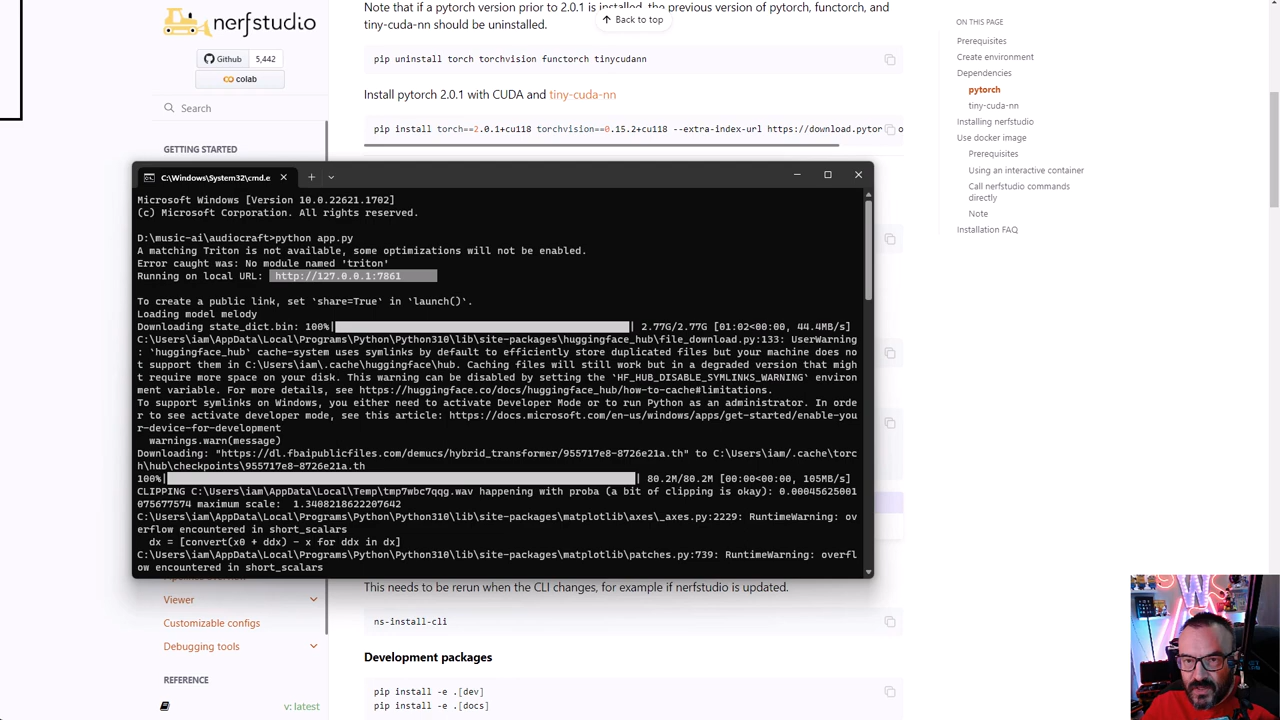 Note that if a pytorch version prior to 2.0.1 is installed, the previous version of pytorch, functorch, and
tiny-cuda-nn should be uninstalled.
Back to top
nerfstudio
Github 5,442
colab
Search
GETTING STARTED
pip uninstall torch torchvision functorch tinycudann
Install pytorch 2.0.1 with CUDA and tiny-cuda-nn
pip install torch==2.0.1+cu118 torchvision==0.15.2+cu118 --extra-index-url https://download.pytor
ON THIS PAGE
Prerequisites
Create environment
Dependencies
pytorch
tiny-cuda-nn
Installing nerfstudio
Use docker image
Prerequisites
Using an interactive container
Call nerfstudio commands
directly
Note
Installation FAQ
C:\Windows\System32\cmd.e
Microsoft Windows [Version 10.0.22621.1702]
(c) Microsoft Corporation. All rights reserved.
D:\music-ai\audiocraft>python app.py
A matching Triton is not available, some optimizations will not be enabled.
Error caught was: No module named 'triton'
Running on local URL: http://127.0.0.1:7861
To create a public link, set `share=True` in `launch()`.
Loading model melody
Downloading state_dict.bin: 100%| | 2.77G/2.77G [01:02<00:00, 44.4MB/s]
C:\Users\iam\AppData\Local\Programs\Python\Python310\lib\site-packages\huggingface_hub\file_download.py:133: UserWarning
: `huggingface_hub` cache-system uses symlinks by default to efficiently store duplicated files but your machine does no
t support them in C:\Users\iam\.cache\huggingface\hub. Caching files will still work but in a degraded version that migh
t require more space on your disk. This warning can be disabled by setting the `HF_HUB_DISABLE_SYMLINKS_WARNING` environ
ment variable. For more details, see https://huggingface.co/docs/huggingface_hub/how-to-cache#limitations.
To support symlinks on Windows, you either need to activate Developer Mode or to run Python as an administrator. In orde
r to see activate developer mode, see this article: https://docs.microsoft.com/en-us/windows/apps/get-started/enable-you
r-device-for-development
warnings.warn(message)
Downloading: "https://dl.fbaipublicfiles.com/demucs/hybrid_transformer/955717e8-8726e21a.th" to C:\Users\iam/.cache\torc
h\hub\checkpoints\955717e8-8726e21a.th
100%| | 80.2M/80.2M [00:00<00:00, 105MB/s]
CLIPPING C:\Users\iam\AppData\Local\Temp\tmp7wbc7qqg.wav happening with proba (a bit of clipping is okay): 0.00045625001
075677574 maximum scale: 1.3408218622207642
C:\Users\iam\AppData\Local\Programs\Python\Python310\lib\site-packages\matplotlib\axes\_axes.py:2229: RuntimeWarning: ov
erflow encountered in short_scalars
dx = [convert(x0 + ddx) - x for ddx in dx]
C:\Users\iam\AppData\Local\Programs\Python\Python310\lib\site-packages\matplotlib\patches.py:739: RuntimeWarning: overfl
ow encountered in short_scalars
Viewer
Customizable configs
Debugging tools
REFERENCE
v: latest
This needs to be rerun when the CLI changes, for example if nerfstudio is updated.
ns-install-cli
Development packages
pip install -e .[dev]
pip install -e .[docs]